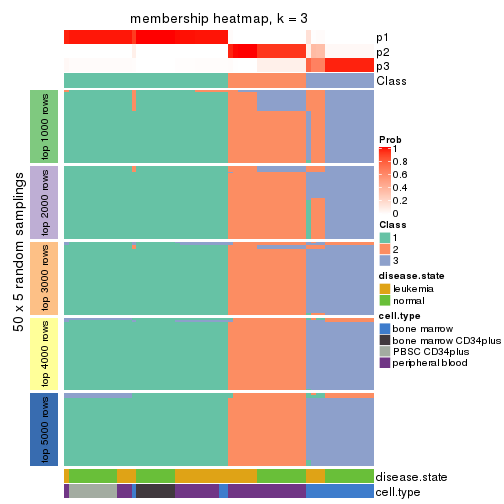 membership heatmap, k = 3
p1
p2
p3
Class
50 x 5 random samplings
top 1000 rows
top 2000 rows
top 3000 rows
top 4000 rows
top 5000 rows
Prob
1
0.8
0.6
0.4
0.2
0
Class
1
2
3
disease.state
leukemia
normal
cell.type
bone marrow
bone marrow CD34plus
PBSC CD34plus
peripheral blood
disease.state
cell.type